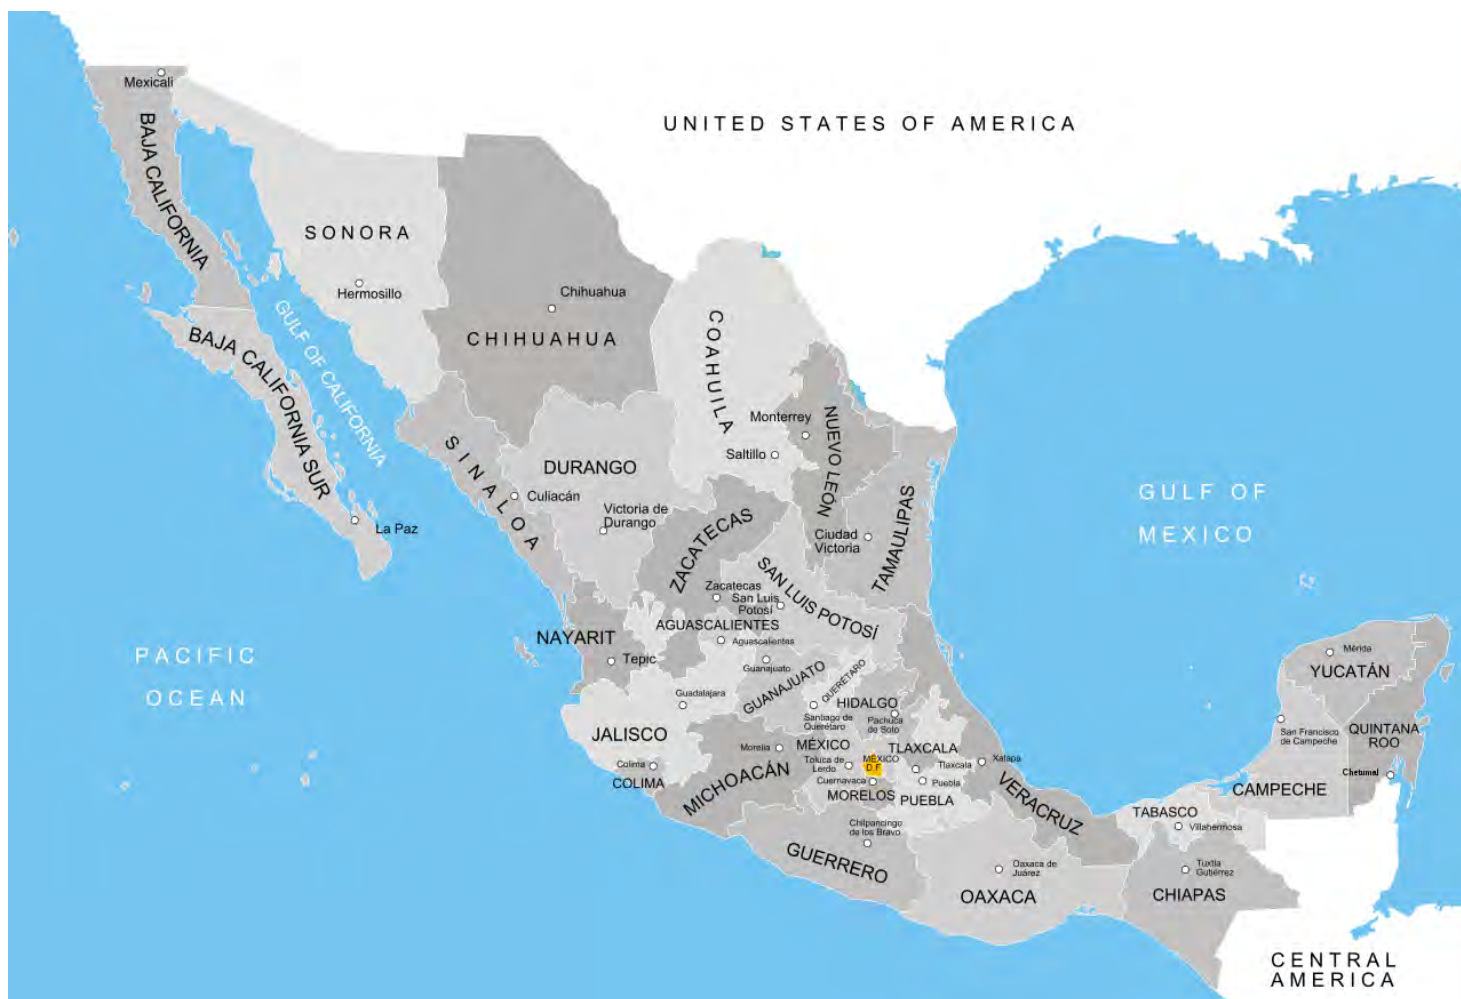 Mexicali
BAJA CALIFORNIA
UNITED STATES OF AMERICA
SONORA
Hermosillo
Chihuahua
CHIHUAHUA
COAHUILA
GULF OF CALIFORNIA
BAJA CALIFORNIA SUR
La Paz
SINALOA
Culiacán
DURANGO
Victoria de
Durango
Monterrey
Saltillo
NUEVO LEÓN
Ciudad
Victoria
TAMAULIPAS
GULF OF
MEXICO
ZACATECAS
Zacatecas
San Luis
Potosí
SAN LUIS POTOSÍ
AGUASCALIENTES
Aguascalientes
NAYARIT
Tepic
PACIFIC
OCEAN
Guanajuato
GUANAJUATO
QUERÉTARO
Guadalajara
HIDALGO
Santiago de
Querétaro
Pachuca
de Soto
JALISCO
Colima
COLIMA
Morelia
MICHOACÁN
MÉXICO
Toluca de
Lerdo
MÉXICO
D.F
TLAXCALA
Tlaxcala
Xalapa
Cuernavaca
Puebla
MORELOS
PUEBLA
VERACRUZ
Chilpancingo
de los Bravo
GUERRERO
Oaxaca de
Juárez
OAXACA
Mérida
YUCATÁN
San Francisco
de Campeche
QUINTANA
ROO
Chetumal
CAMPECHE
TABASCO
Villahermosa
Tuxtla
Gutiérrez
CHIAPAS
CENTRAL
AMERICA